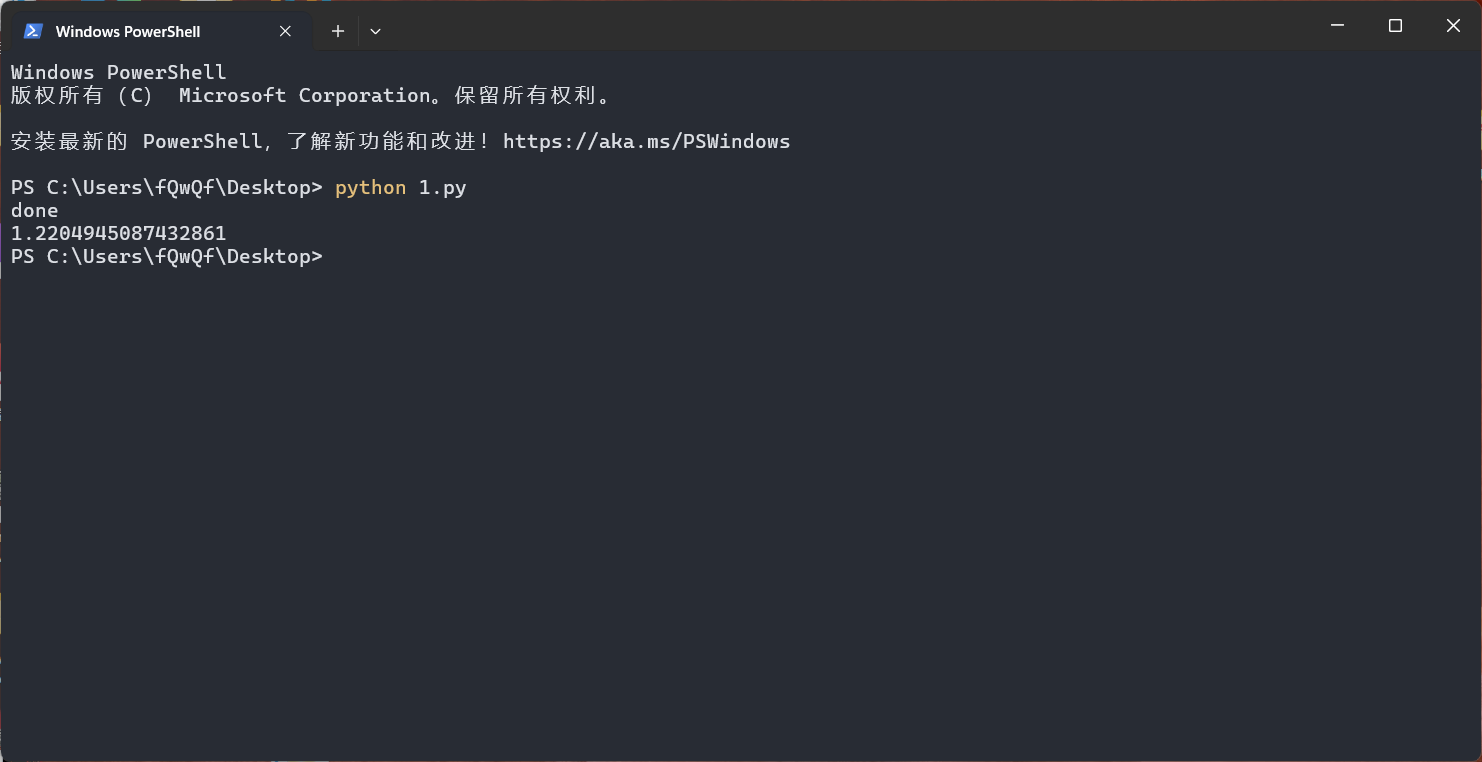 Windows PowerShell
Windows PowerShell
版权所有 (C) Microsoft Corporation。保留所有权利。
安装最新的 PowerShell，了解新功能和改进！https://aka.ms/PSWindows
PS C:\Users\fQwQf\Desktop> python 1.py
done
1.2204945087432861
PS C:\Users\fQwQf\Desktop>